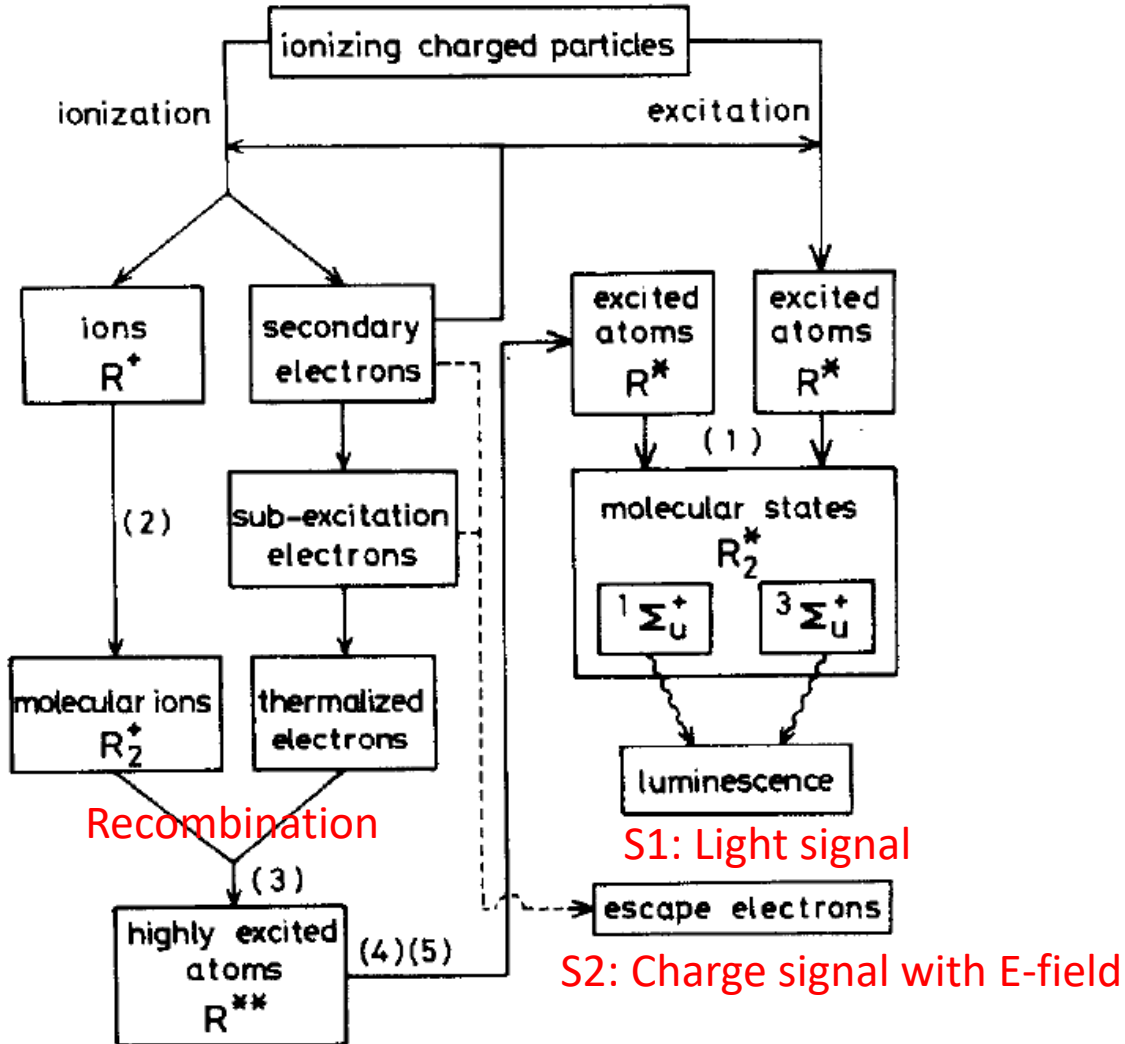 ionizing charged particles
ionization
excitation
ions
R⁺
secondary
electrons
excited
atoms
R*
excited
atoms
R*
(1)
(2)
sub-excitation
electrons
molecular states
R₂*
¹Σᵤ⁺
³Σᵤ⁺
molecular ions
R₂⁺
thermalized
electrons
luminescence
Recombination
S1: Light signal
(3)
escape electrons
highly excited
atoms
R**
(4)(5)
S2: Charge signal with E-field